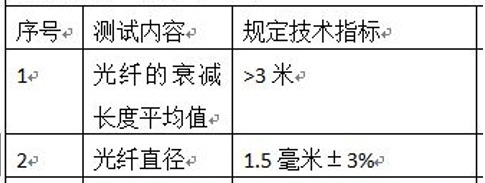 序号 测试内容 规定技术指标
1 光纤的衰减 >3 米
长度平均值
2 光纤直径 1.5 毫米±3%